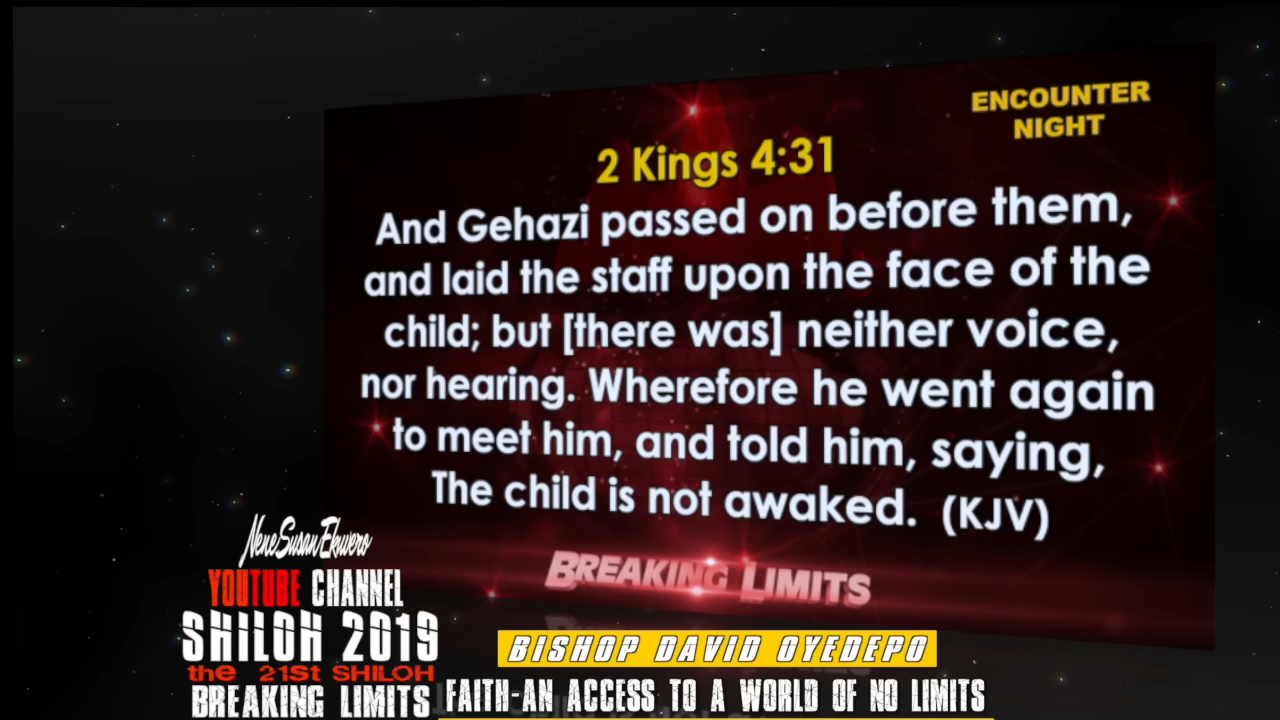 ENCOUNTER
NIGHT
2 Kings 4:31
And Gehazi passed on before them,
and laid the staff upon the face of the
child; but [there was] neither voice,
nor hearing. Wherefore he went again
to meet him, and told him, saying,
The child is not awaked. (KJV)
BREAKING LIMITS
NeneSusanEkwero
YOUTUBE CHANNEL
SHILOH 2019
the 21st SHILOH
BREAKING LIMITS
BISHOP DAVID OYEDEPO
FAITH-AN ACCESS TO A WORLD OF NO LIMITS